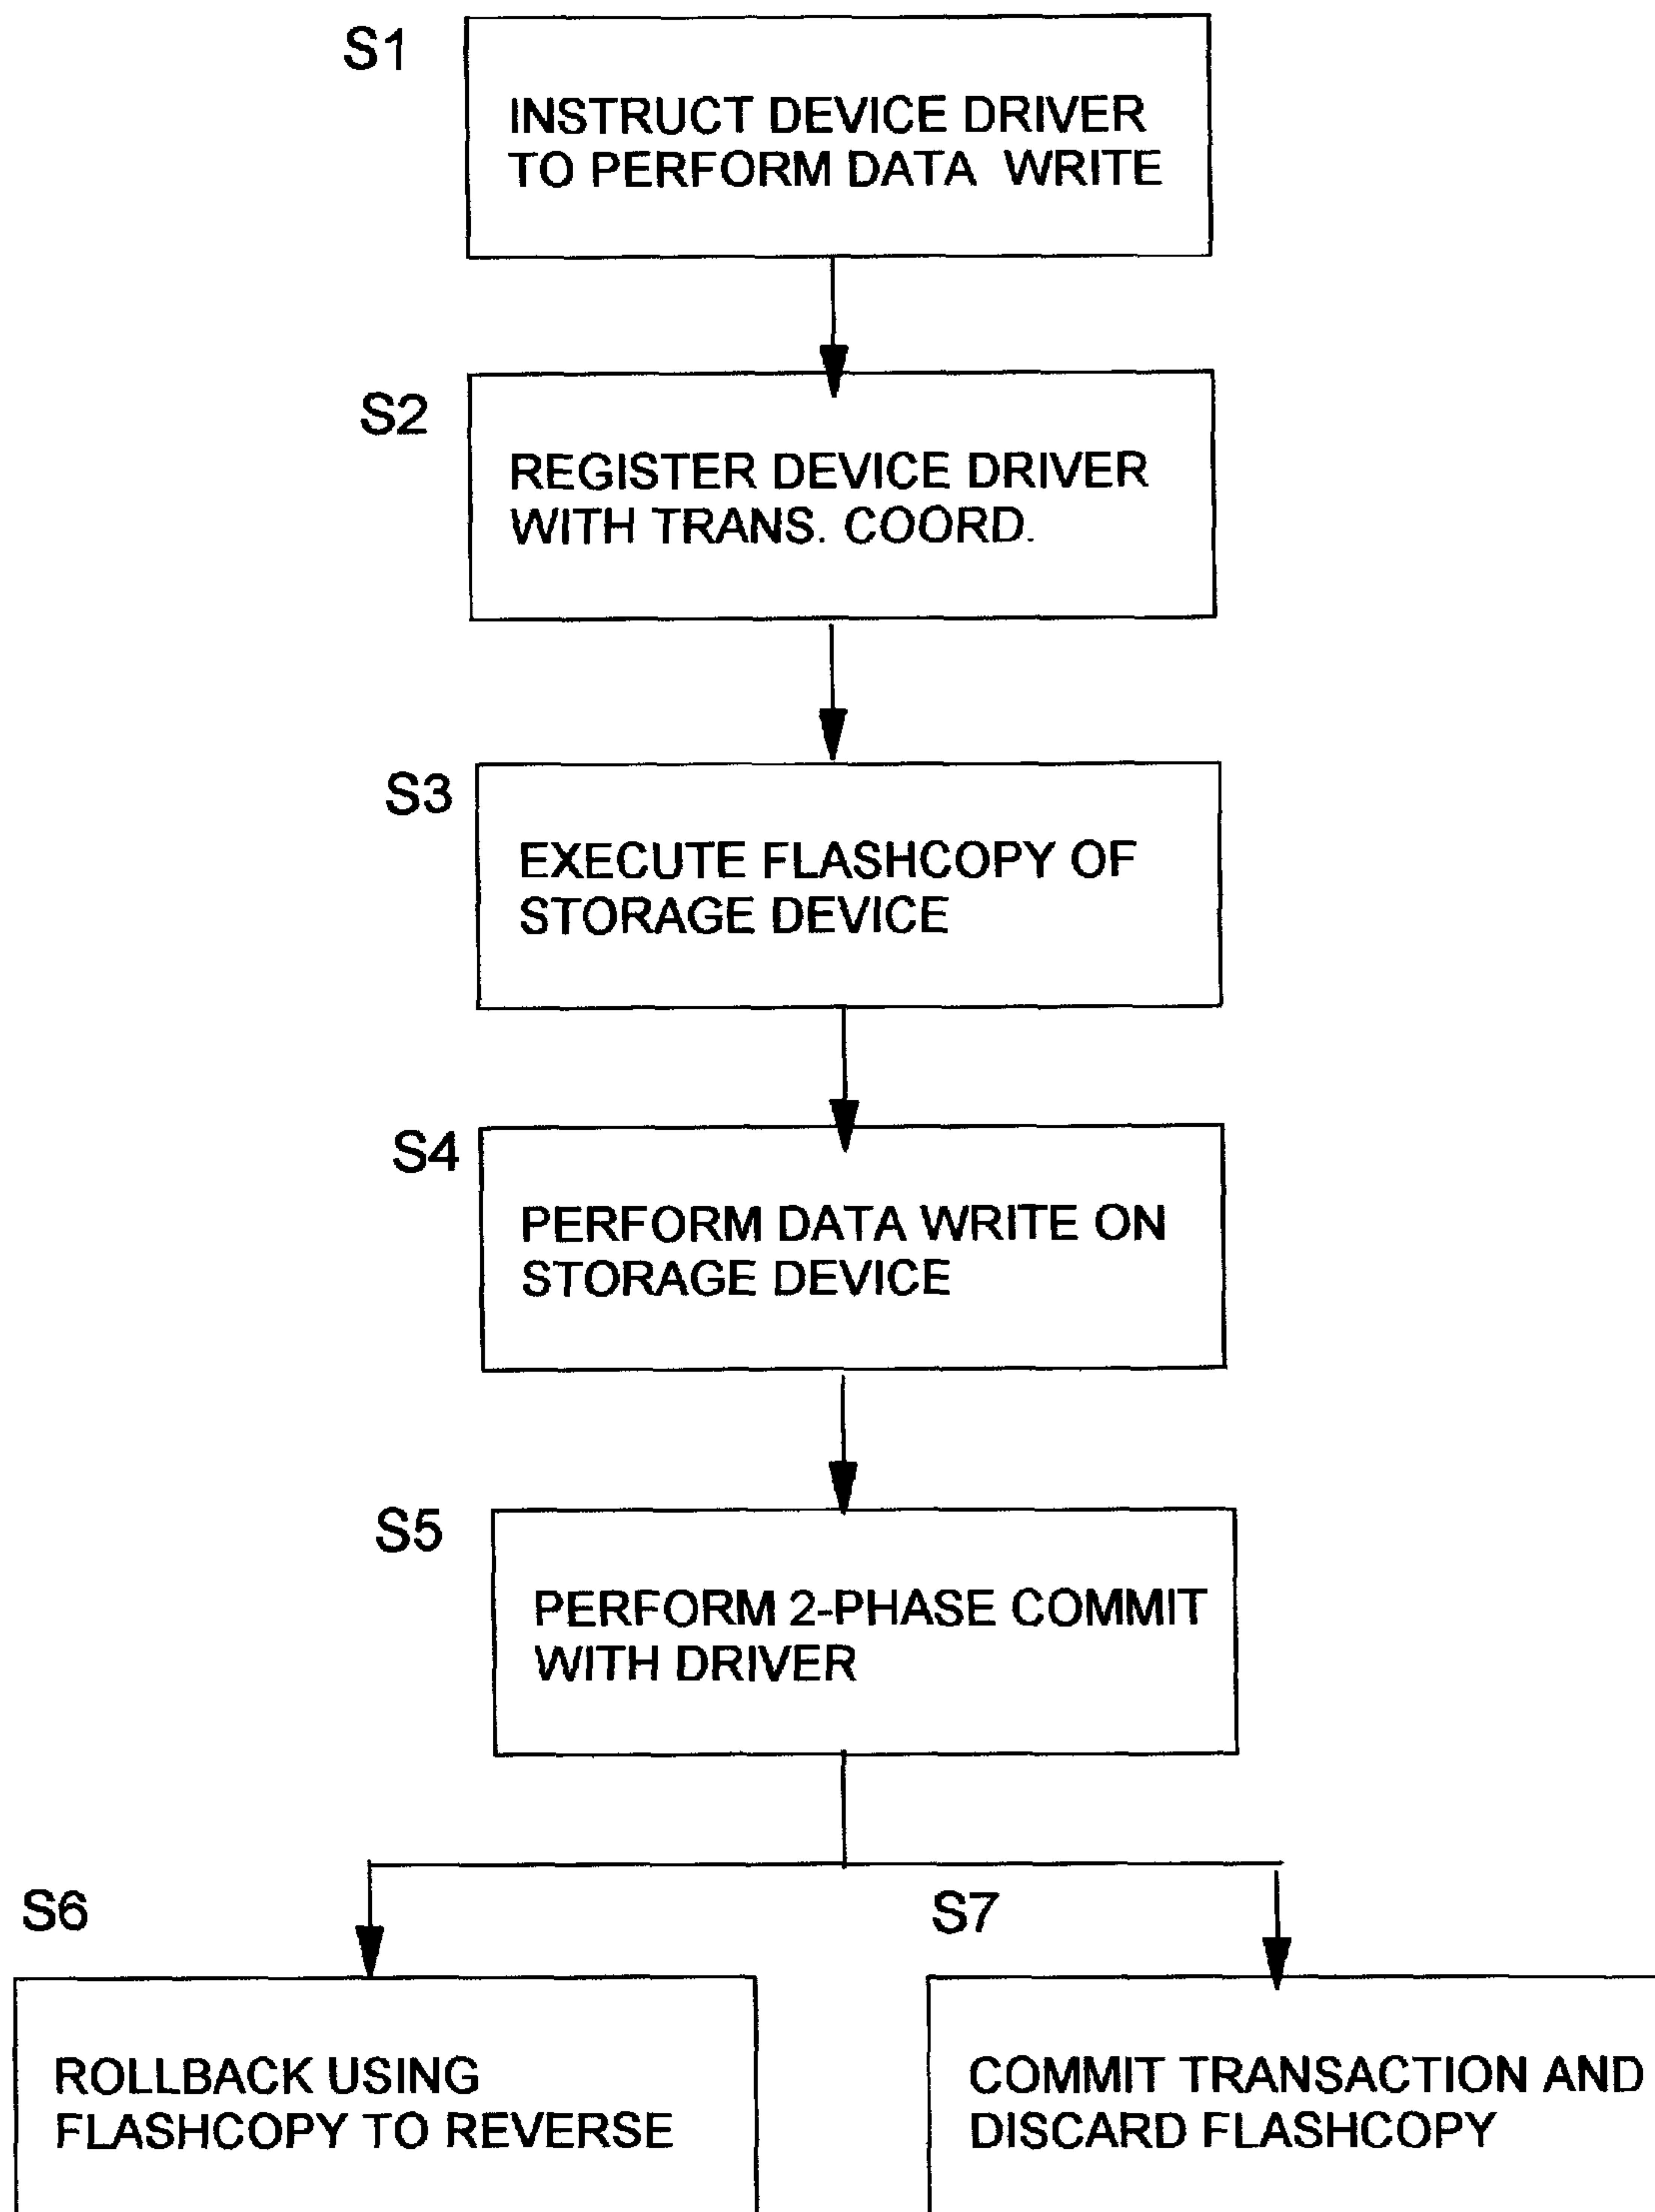 S1
INSTRUCT DEVICE DRIVER
TO PERFORM DATA WRITE
S2
REGISTER DEVICE DRIVER
WITH TRANS. COORD.
S3
EXECUTE FLASHCOPY OF
STORAGE DEVICE
S4
PERFORM DATA WRITE ON
STORAGE DEVICE
S5
PERFORM 2-PHASE COMMIT
WITH DRIVER
S6
ROLLBACK USING
FLASHCOPY TO REVERSE
S7
COMMIT TRANSACTION AND
DISCARD FLASHCOPY